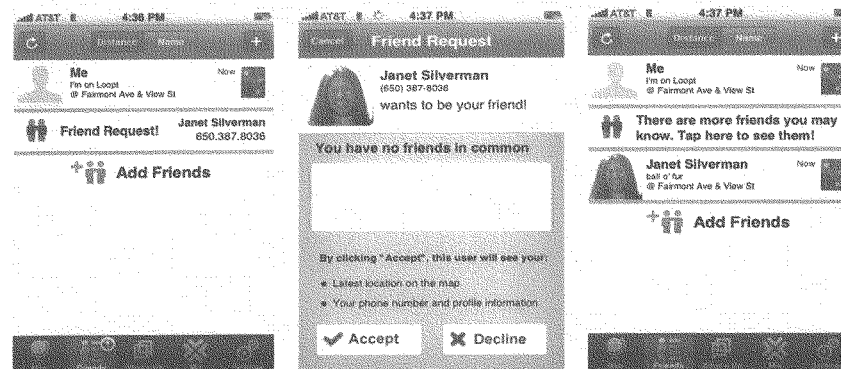 AT&T 4:36 PM
Distance Name
Me
Now
I'm on Loopt
@ Fairmont Ave & View St
Friend Request!
Janet Silverman
650.387.8036
Add Friends
AT&T 4:37 PM
Cancel Friend Request
Janet Silverman
(650) 387-8036
wants to be your friend!
You have no friends in common
By clicking "Accept", this user will see your:
Latest location on the map
Your phone number and profile information
Accept Decline
AT&T 4:37 PM
Distance Name
Me
Now
I'm on Loopt
@ Fairmont Ave & View St
There are more friends you may
know. Tap here to see them!
Janet Silverman
Now
ball o' fur
@ Fairmont Ave & View St
Add Friends